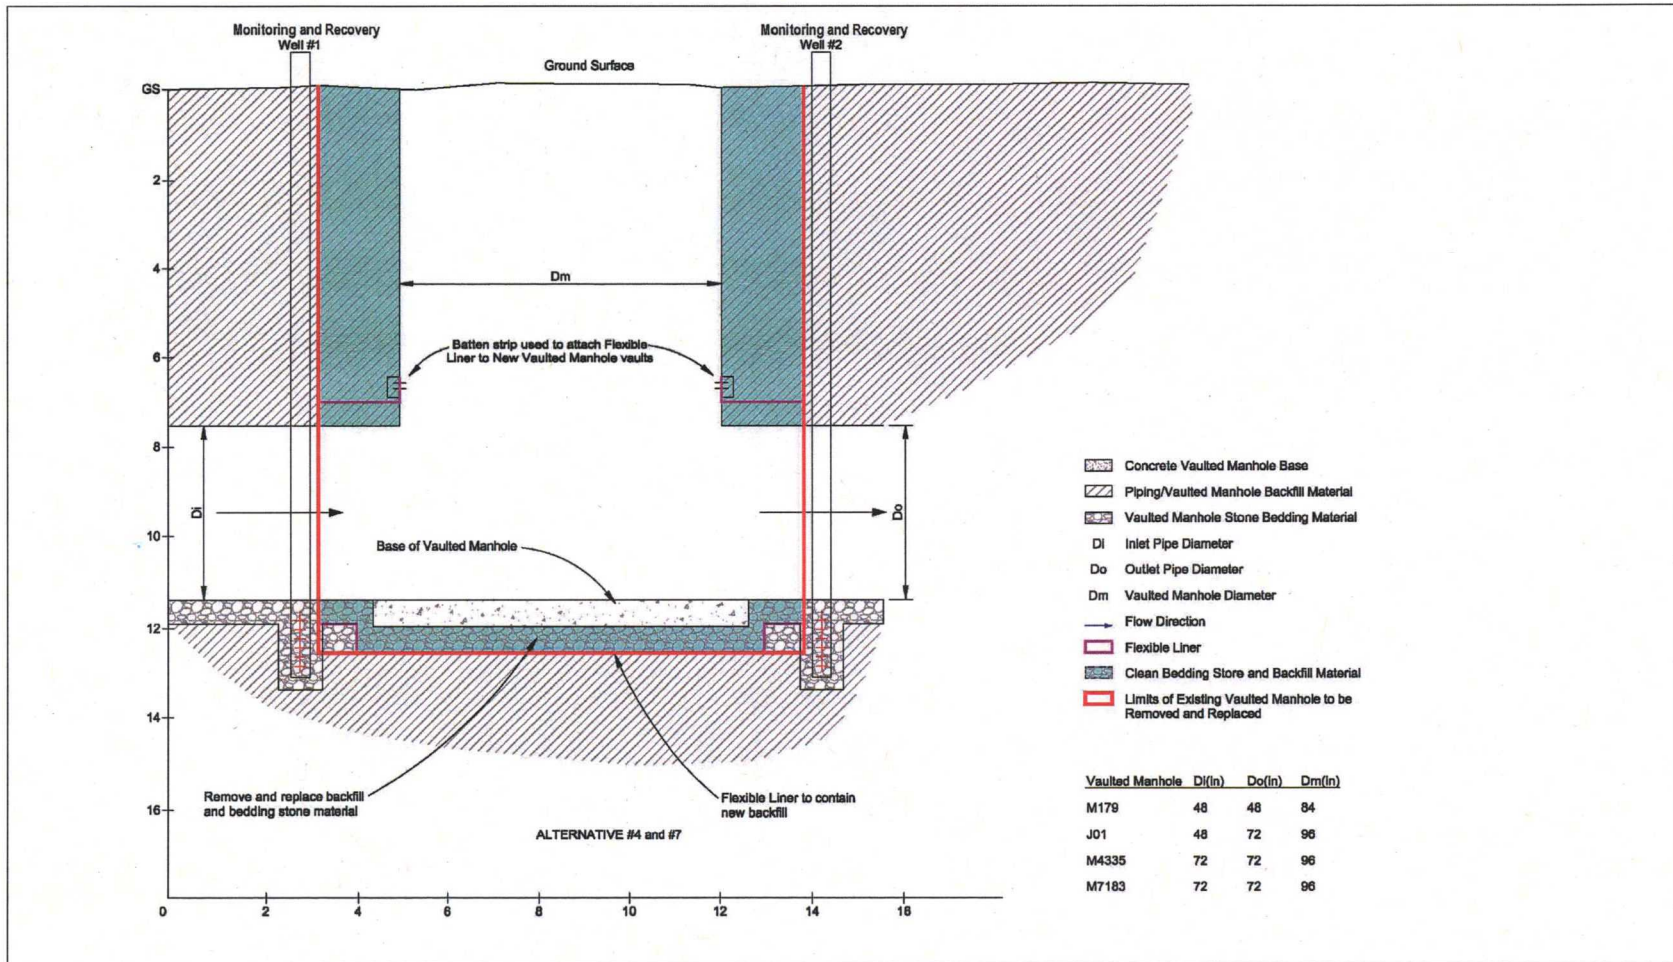 Monitoring and Recovery
Well #1
Monitoring and Recovery
Well #2
Ground Surface
GS
2
4
6
8
10
12
14
16
Dm
Batten strip used to attach Flexible
Liner to New Vaulted Manhole vaults
Di
Do
Base of Vaulted Manhole
Remove and replace backfill
and bedding stone material
Flexible Liner to contain
new backfill
ALTERNATIVE #4 and #7
0 2 4 6 8 10 12 14 16
Concrete Vaulted Manhole Base
Piping/Vaulted Manhole Backfill Material
Vaulted Manhole Stone Bedding Material
Di Inlet Pipe Diameter
Do Outlet Pipe Diameter
Dm Vaulted Manhole Diameter
Flow Direction
Flexible Liner
Clean Bedding Store and Backfill Material
Limits of Existing Vaulted Manhole to be
Removed and Replaced
Vaulted Manhole Di(in) Do(in) Dm(in)
M179 48 48 84
J01 48 72 96
M4335 72 72 96
M7183 72 72 96